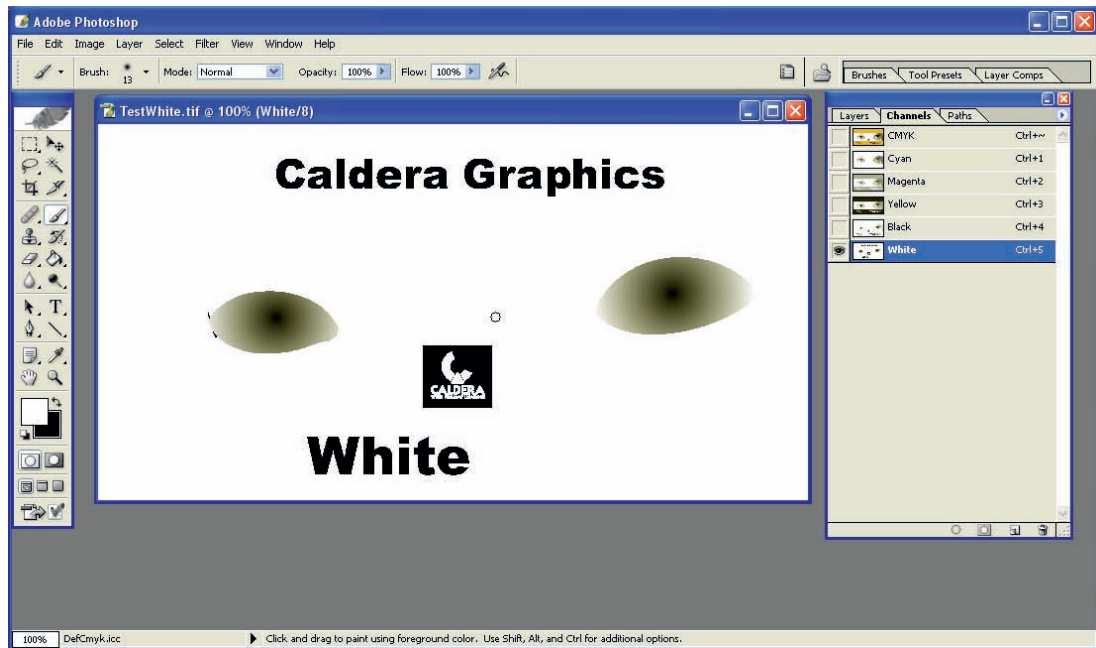 Adobe Photoshop
File Edit Image Layer Select Filter View Window Help
Brush: 13 Mode: Normal Opacity: 100% Flow: 100% Brushes Tool Presets Layer Comps
TestWhite.tif @ 100% (White/8)
Caldera Graphics
CALDERA
White
Layers Channels Paths
CMYK Ctrl+~
Cyan Ctrl+1
Magenta Ctrl+2
Yellow Ctrl+3
Black Ctrl+4
White Ctrl+5
100% DefCmyk.icc Click and drag to paint using foreground color. Use Shift, Alt, and Ctrl for additional options.